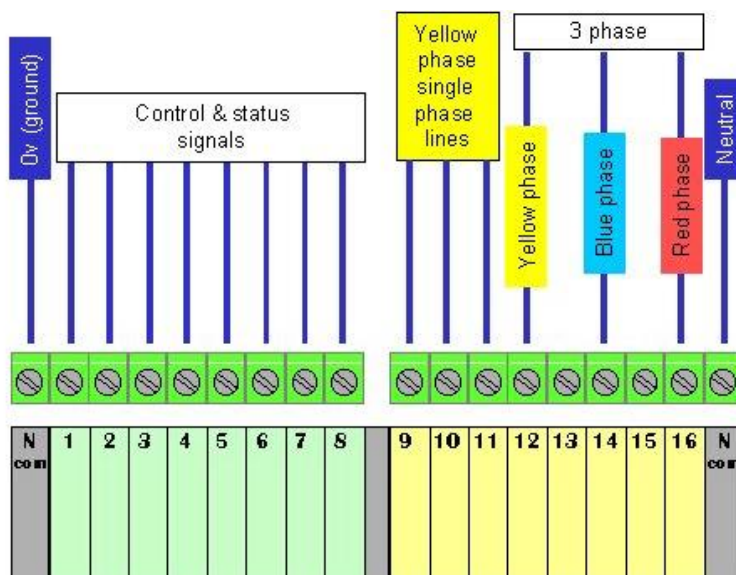 0v (ground)
Control & status
signals
Yellow
phase
single
phase
lines
3 phase
Yellow phase
Blue phase
Red phase
Neutral
N
com
1
2
3
4
5
6
7
8
9
10
11
12
13
14
15
16
N
com